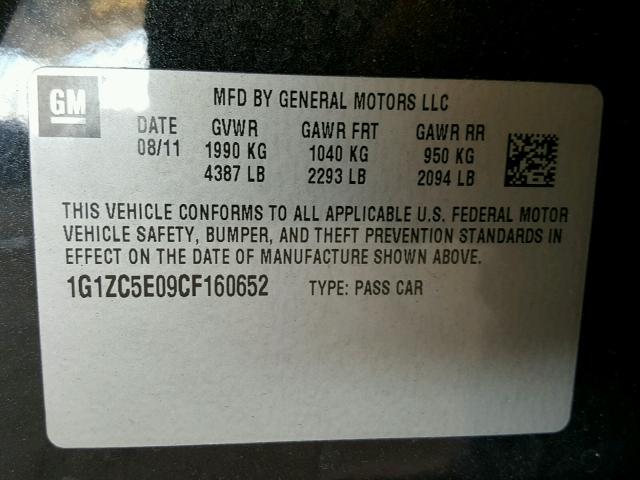 GM
MFD BY GENERAL MOTORS LLC
DATE GVWR GAWR FRT GAWR RR
08/11 1990 KG 1040 KG 950 KG
4387 LB 2293 LB 2094 LB
THIS VEHICLE CONFORMS TO ALL APPLICABLE U.S. FEDERAL MOTOR
VEHICLE SAFETY, BUMPER, AND THEFT PREVENTION STANDARDS IN
EFFECT ON THE DATE OF MANUFACTURE SHOWN ABOVE.
1G1ZC5E09CF160652 TYPE: PASS CAR